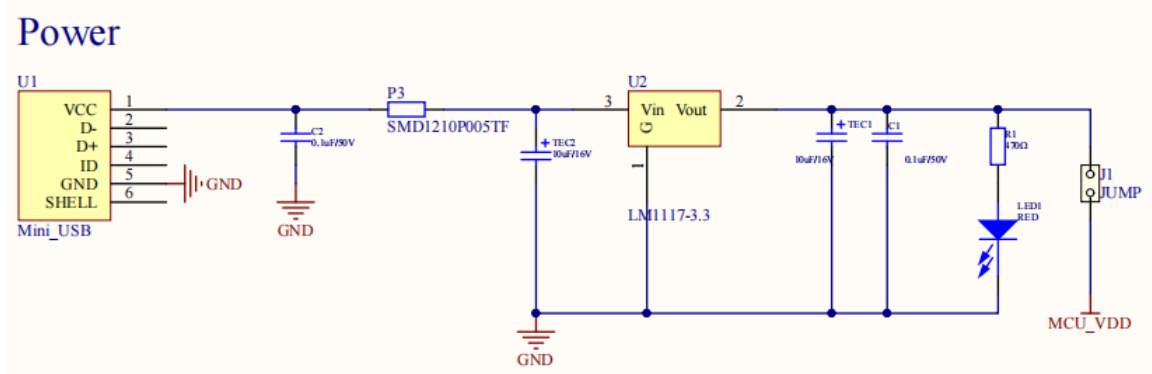 Power
U1
VCC 1
D- 2
D+ 3
ID 4
GND 5
SHELL 6
Mini_USB
GND
C2
0.1uF/50V
GND
P3
SMD1210P005TF
+ TEC2
10uF/16V
GND
U2
3 Vin Vout 2
G
1
LM1117-3.3
+ TEC1
10uF/16V
C1
0.1uF/50V
R1
470Ω
LED1
RED
J1
JUMP
MCU_VDD